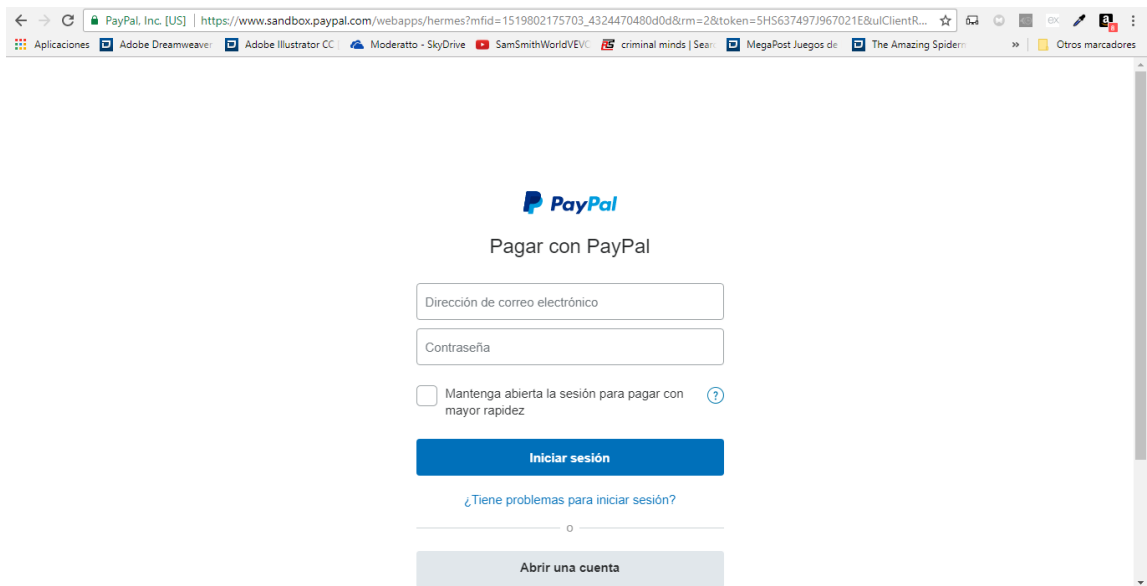 PayPal, Inc. [US] | https://www.sandbox.paypal.com/webapps/hermes?mfid=1519802175703_4324470480d0d&rm=2&token=5HS637497J967021E&ulClientR...
Aplicaciones Adobe Dreamweaver Adobe Illustrator CC Moderatto - SkyDrive SamSmithWorldVEVO criminal minds | Sear MegaPost Juegos de The Amazing Spiderm » Otros marcadores
PayPal
Pagar con PayPal
Dirección de correo electrónico
Contraseña
Mantenga abierta la sesión para pagar con
mayor rapidez
?
Iniciar sesión
¿Tiene problemas para iniciar sesión?
o
Abrir una cuenta